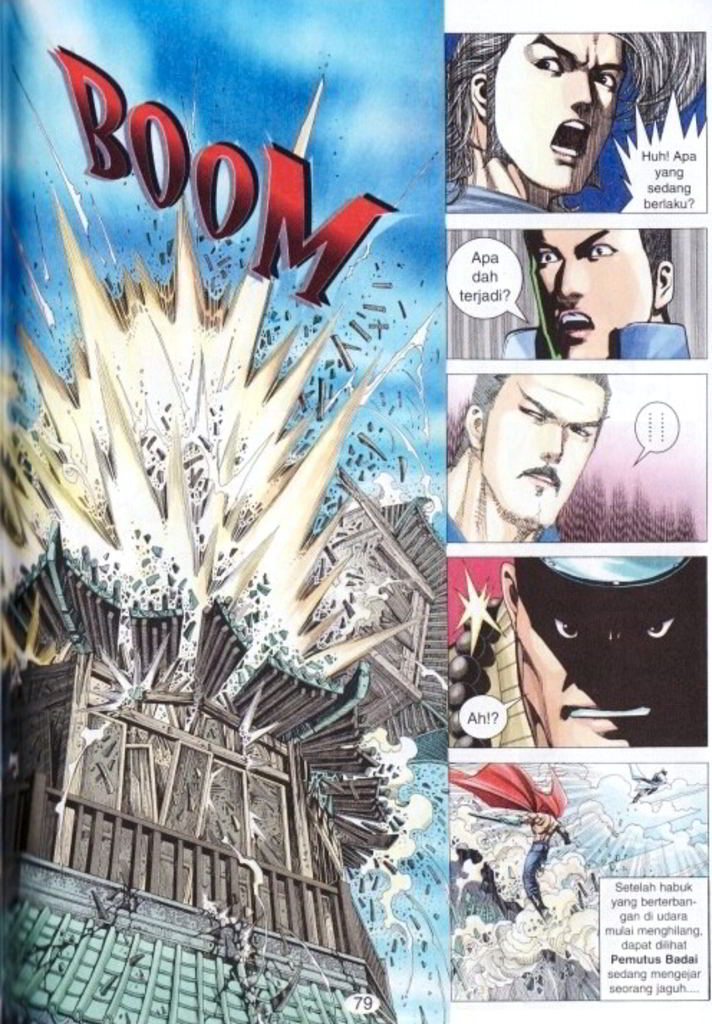 BOOM
Huh! Apa
yang
sedang
berlaku?
Apa
dah
terjadi?
Ah!?
Setelah habuk
yang berterban-
gan di udara
mulai menghilang,
dapat dilihat
Pemutus Badai
sedang mengejar
seorang jaguh....
79